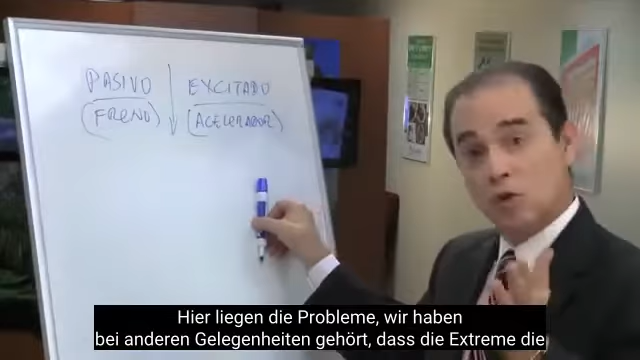 PASIVO
EXCITADO
(FRENO)
(ACELERADOR)
Hier liegen die Probleme, wir haben
bei anderen Gelegenheiten gehört, dass die Extreme die